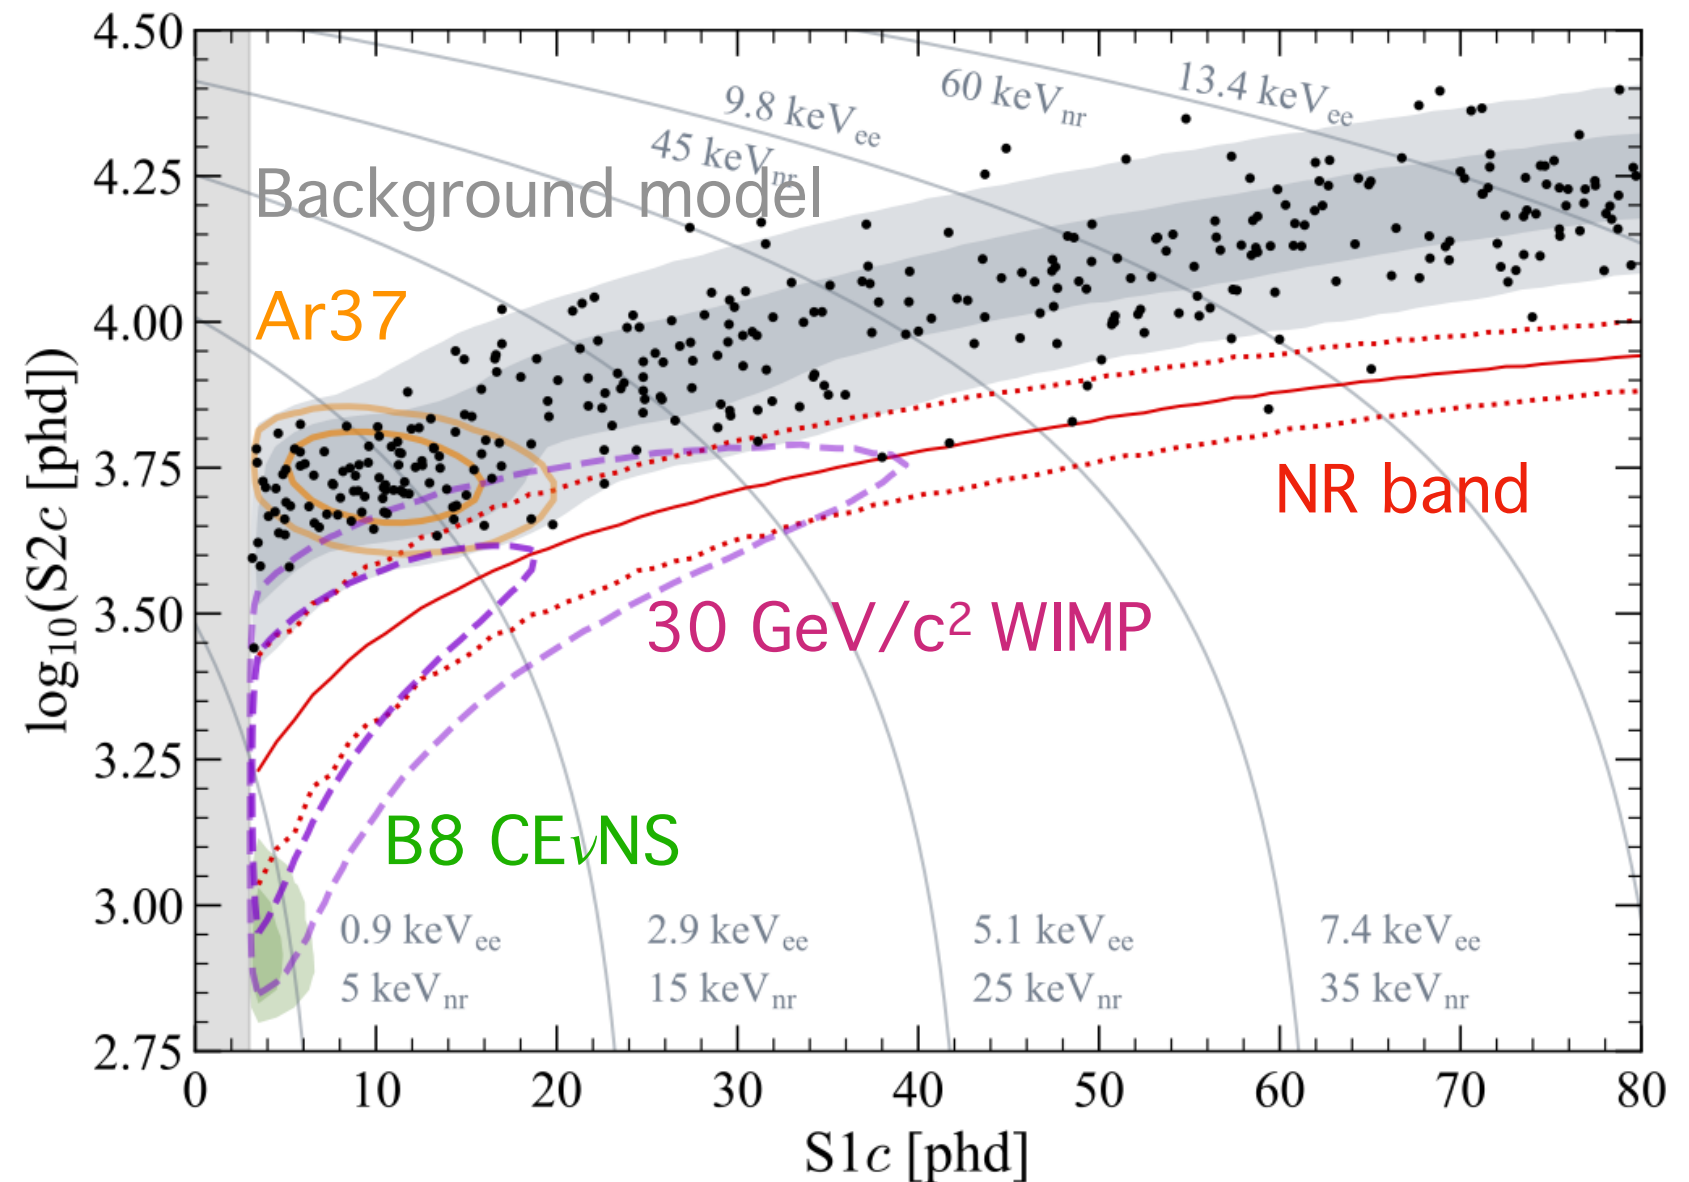 4.50
4.25
4.00
3.75
3.50
3.25
3.00
2.75
log₁₀(S2c [phd])
9.8 keVₑₑ
45 keVₙᵣ
60 keVₙᵣ
13.4 keVₑₑ
Background model
Ar37
NR band
30 GeV/c² WIMP
B8 CEνNS
0.9 keVₑₑ
5 keVₙᵣ
2.9 keVₑₑ
15 keVₙᵣ
5.1 keVₑₑ
25 keVₙᵣ
7.4 keVₑₑ
35 keVₙᵣ
0 10 20 30 40 50 60 70 80
S1c [phd]